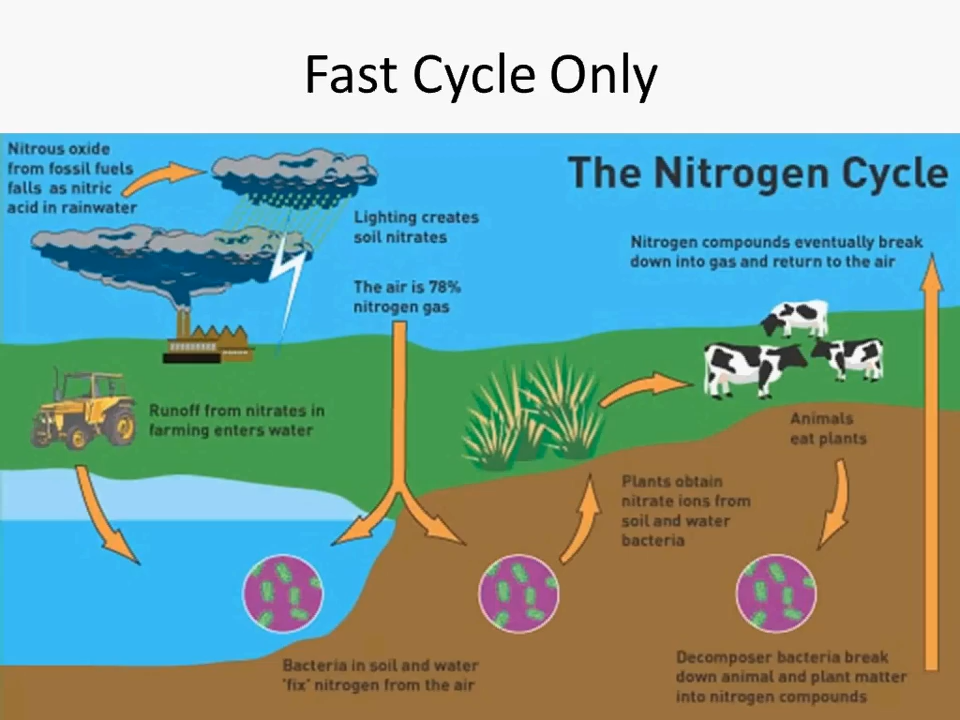 Fast Cycle Only
Nitrous oxide
from fossil fuels
falls as nitric
acid in rainwater
The Nitrogen Cycle
Lighting creates
soil nitrates
Nitrogen compounds eventually break
down into gas and return to the air
The air is 78%
nitrogen gas
Runoff from nitrates in
farming enters water
Animals
eat plants
Plants obtain
nitrate ions from
soil and water
bacteria
Bacteria in soil and water
'fix' nitrogen from the air
Decomposer bacteria break
down animal and plant matter
into nitrogen compounds